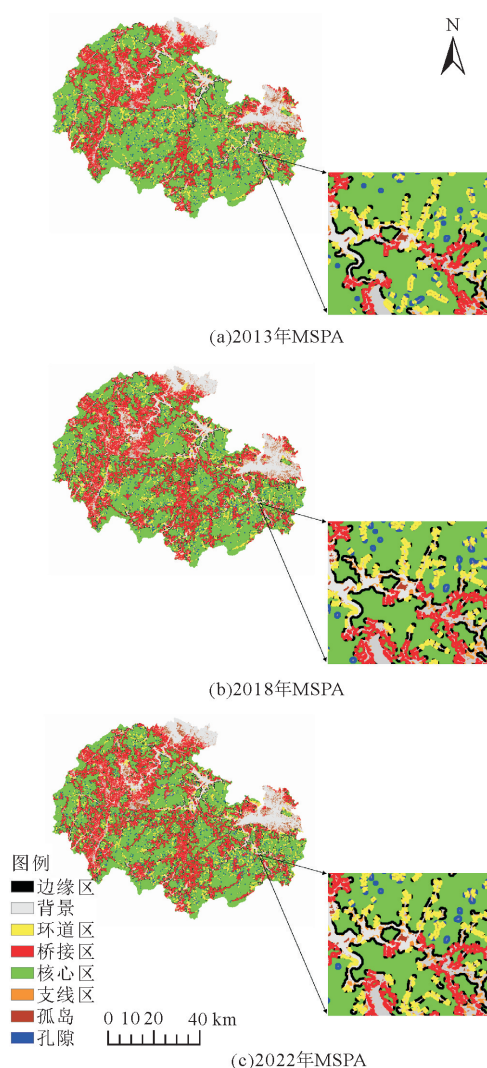 N
(a)2013年MSPA
(b)2018年MSPA
图例
边缘区
背景
环道区
桥接区
核心区
支线区
孤岛
孔隙
0 10 20 40 km
(c)2022年MSPA